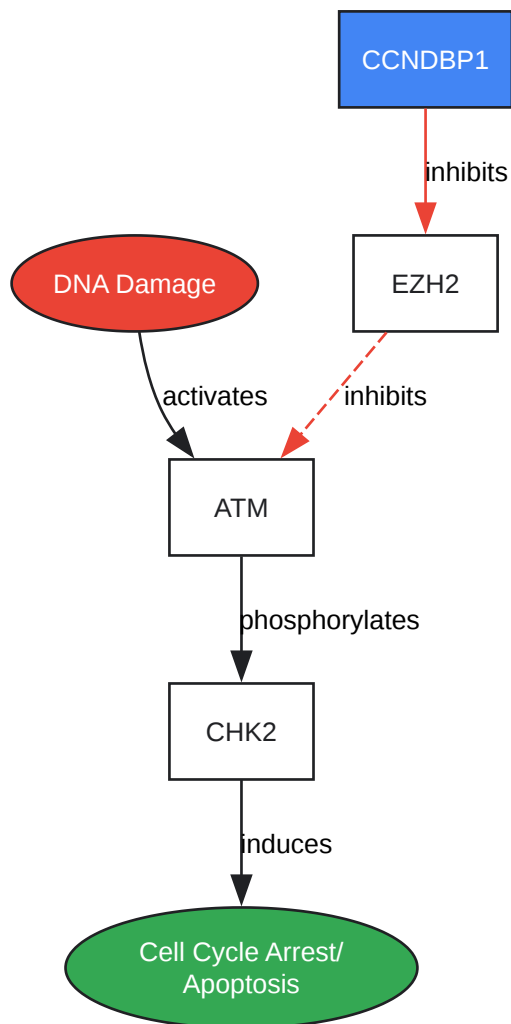 CCNDBP1
inhibits
DNA Damage
EZH2
activates
inhibits
ATM
phosphorylates
CHK2
induces
Cell Cycle Arrest/
Apoptosis